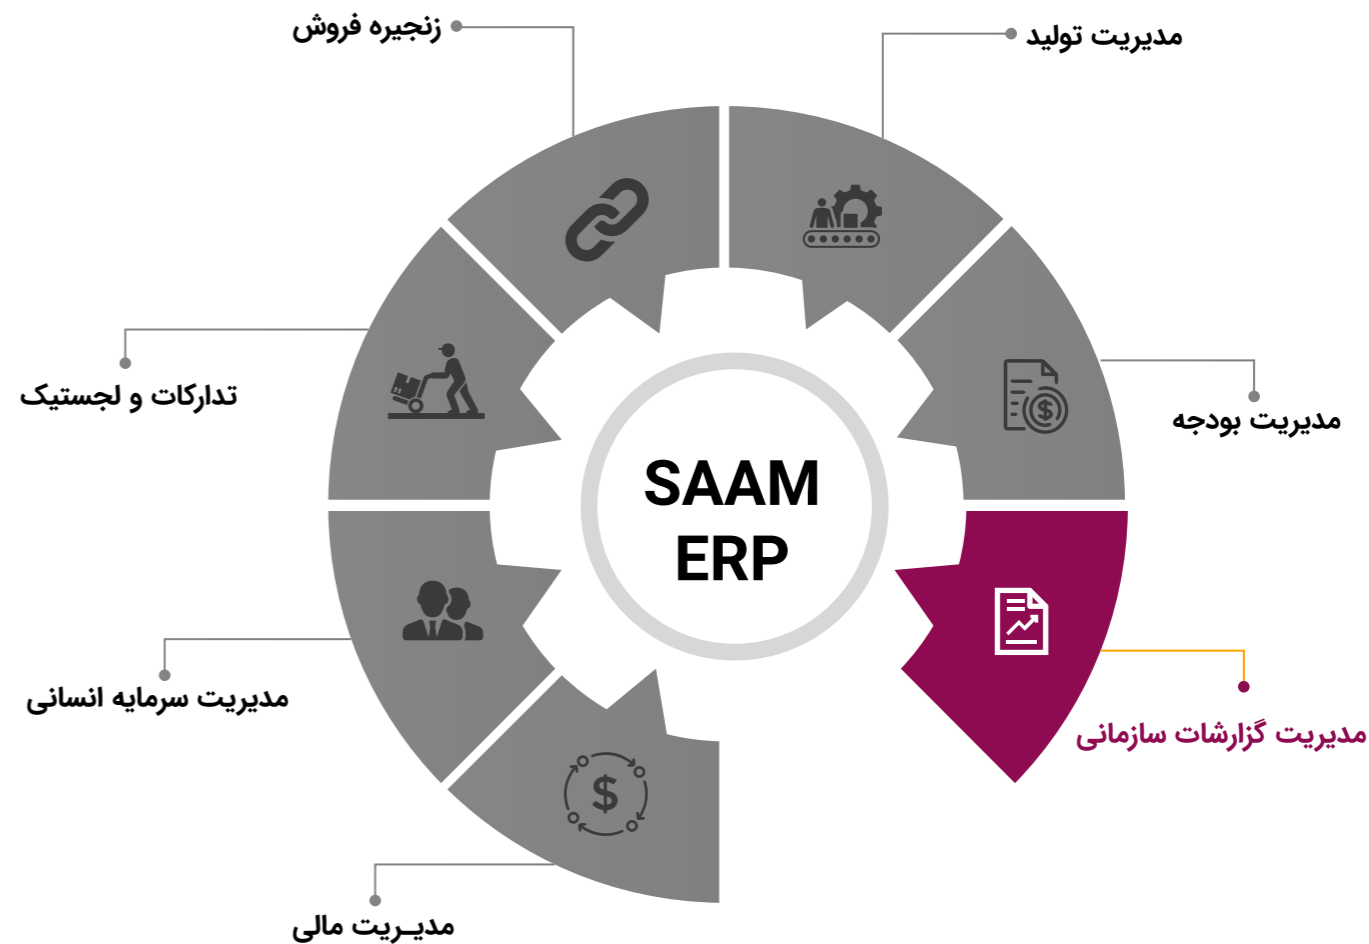 زنجیره فروش
مدیریت تولید
تدارکات و لجستیک
مدیریت بودجه
SAAM
ERP
مدیریت سرمایه انسانی
مدیریت گزارشات سازمانی
مدیـریت مالی